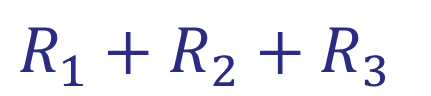 R₁ + R₂ + R₃